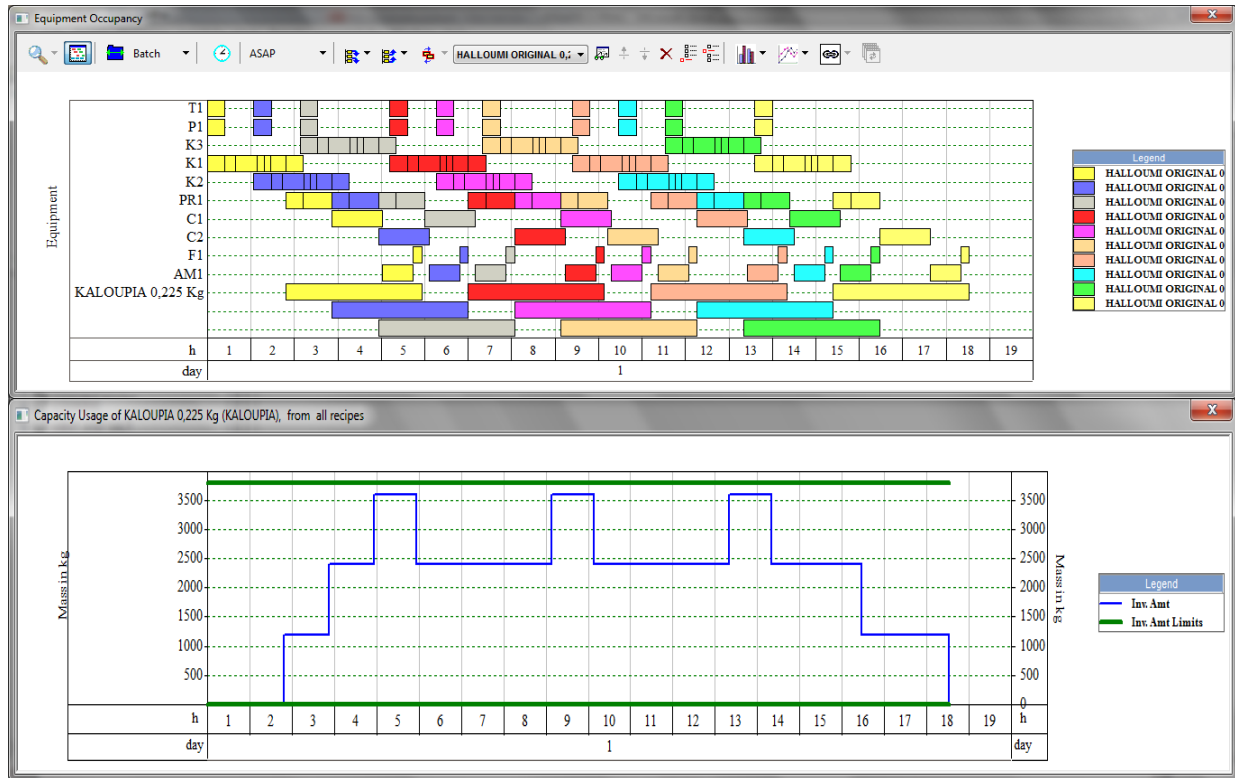 Equipment Occupancy
X
Batch ASAP HALLOUMI ORIGINAL 0,2
Equipment
T1
P1
K3
K1
K2
PR1
C1
C2
F1
AM1
KALOUPIA 0,225 Kg
h 1 2 3 4 5 6 7 8 9 10 11 12 13 14 15 16 17 18 19
day 1
Legend
HALLOUMI ORIGINAL 0
HALLOUMI ORIGINAL 0
HALLOUMI ORIGINAL 0
HALLOUMI ORIGINAL 0
HALLOUMI ORIGINAL 0
HALLOUMI ORIGINAL 0
HALLOUMI ORIGINAL 0
HALLOUMI ORIGINAL 0
HALLOUMI ORIGINAL 0
HALLOUMI ORIGINAL 0
Capacity Usage of KALOUPIA 0,225 Kg (KALOUPIA), from all recipes
X
Mass in kg
3500 3500
3000 3000
2500 2500
2000 2000
1500 1500
1000 1000
500 500
0
Mass in kg
h 1 2 3 4 5 6 7 8 9 10 11 12 13 14 15 16 17 18 19 h
day 1 day
Legend
Inv. Amt
Inv. Amt Limits